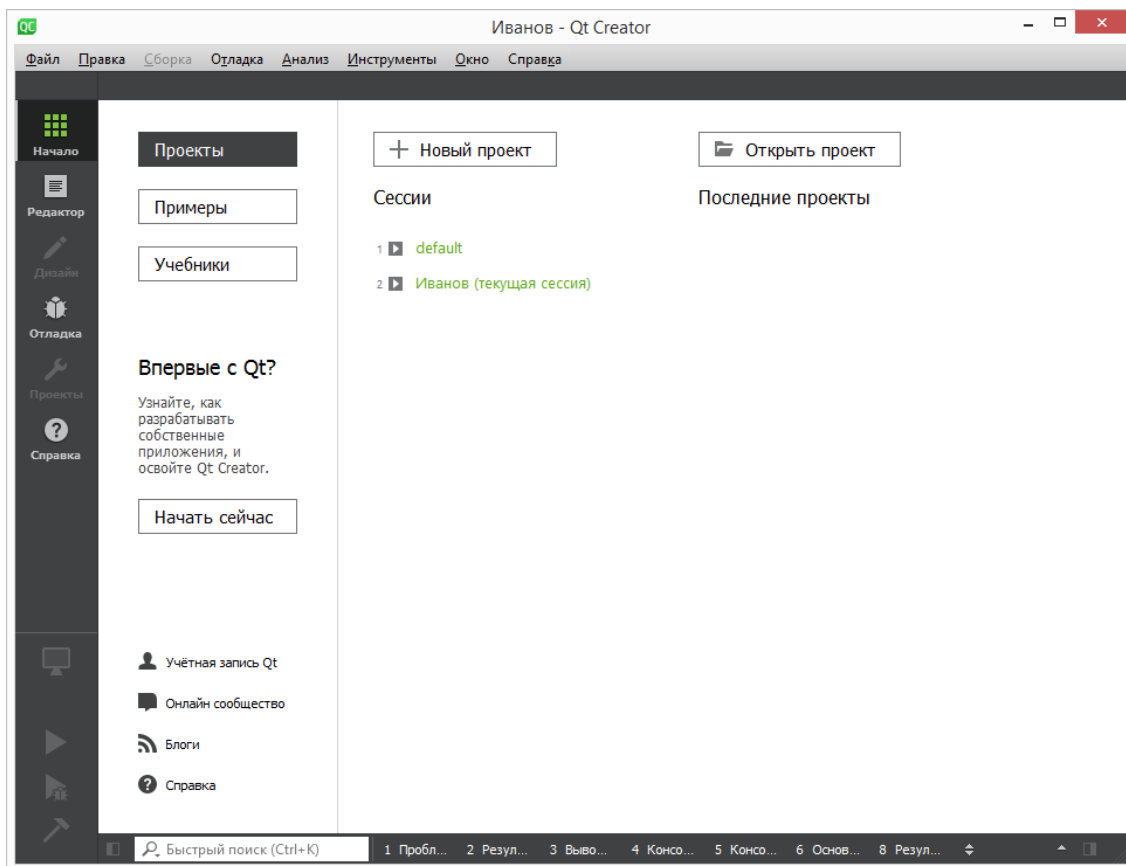 QC
Иванов - Qt Creator
Файл Правка Сборка Отладка Анализ Инструменты Окно Справка
Начало
Редактор
Дизайн
Отладка
Проекты
Справка
Проекты
Примеры
Учебники
Впервые с Qt?
Узнайте, как
разрабатывать
собственные
приложения, и
освойте Qt Creator.
Начать сейчас
Учётная запись Qt
Онлайн сообщество
Блоги
Справка
Новый проект
Сессии
1 default
2 Иванов (текущая сессия)
Открыть проект
Последние проекты
Быстрый поиск (Ctrl+K) 1 Пробл... 2 Резул... 3 Выво... 4 Консо... 5 Консо... 6 Основ... 8 Резул...